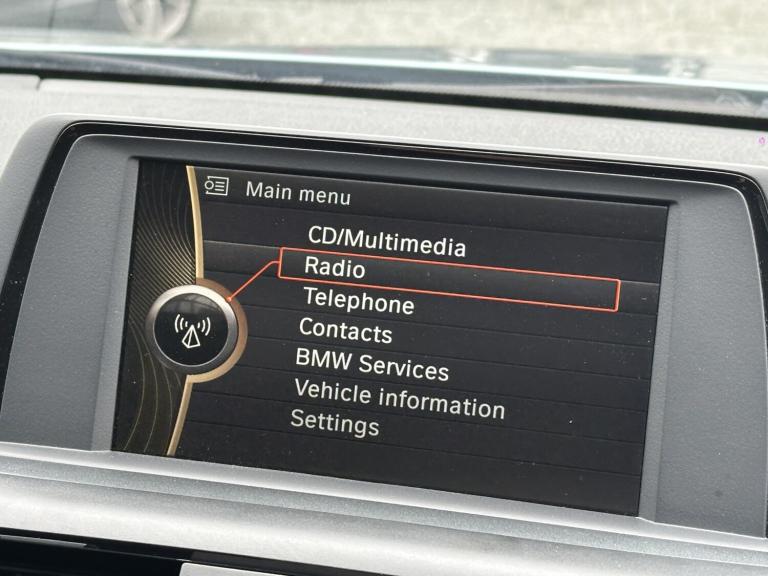 Main menu
CD/Multimedia
Radio
Telephone
Contacts
BMW Services
Vehicle information
Settings